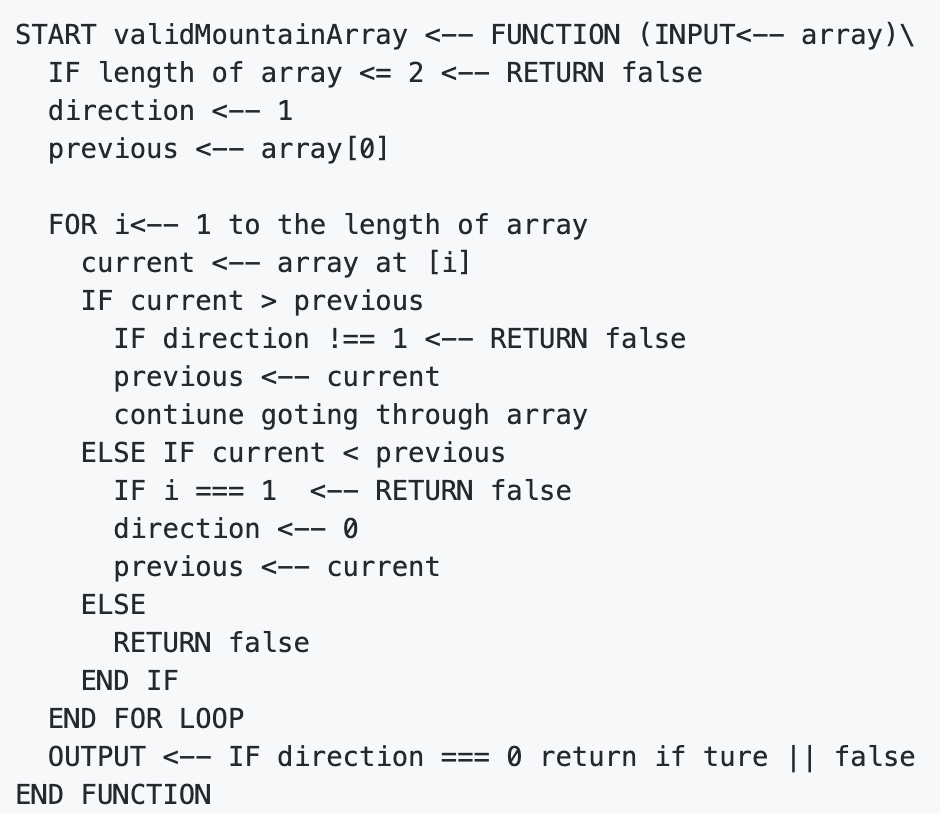 START validMountainArray <-- FUNCTION (INPUT<-- array)\
IF length of array <= 2 <-- RETURN false
direction <-- 1
previous <-- array[0]
FOR i<-- 1 to the length of array
current <-- array at [i]
IF current > previous
IF direction !== 1 <-- RETURN false
previous <-- current
contiune goting through array
ELSE IF current < previous
IF i === 1  <-- RETURN false
direction <-- 0
previous <-- current
ELSE
RETURN false
END IF
END FOR LOOP
OUTPUT <-- IF direction === 0 return if ture || false
END FUNCTION